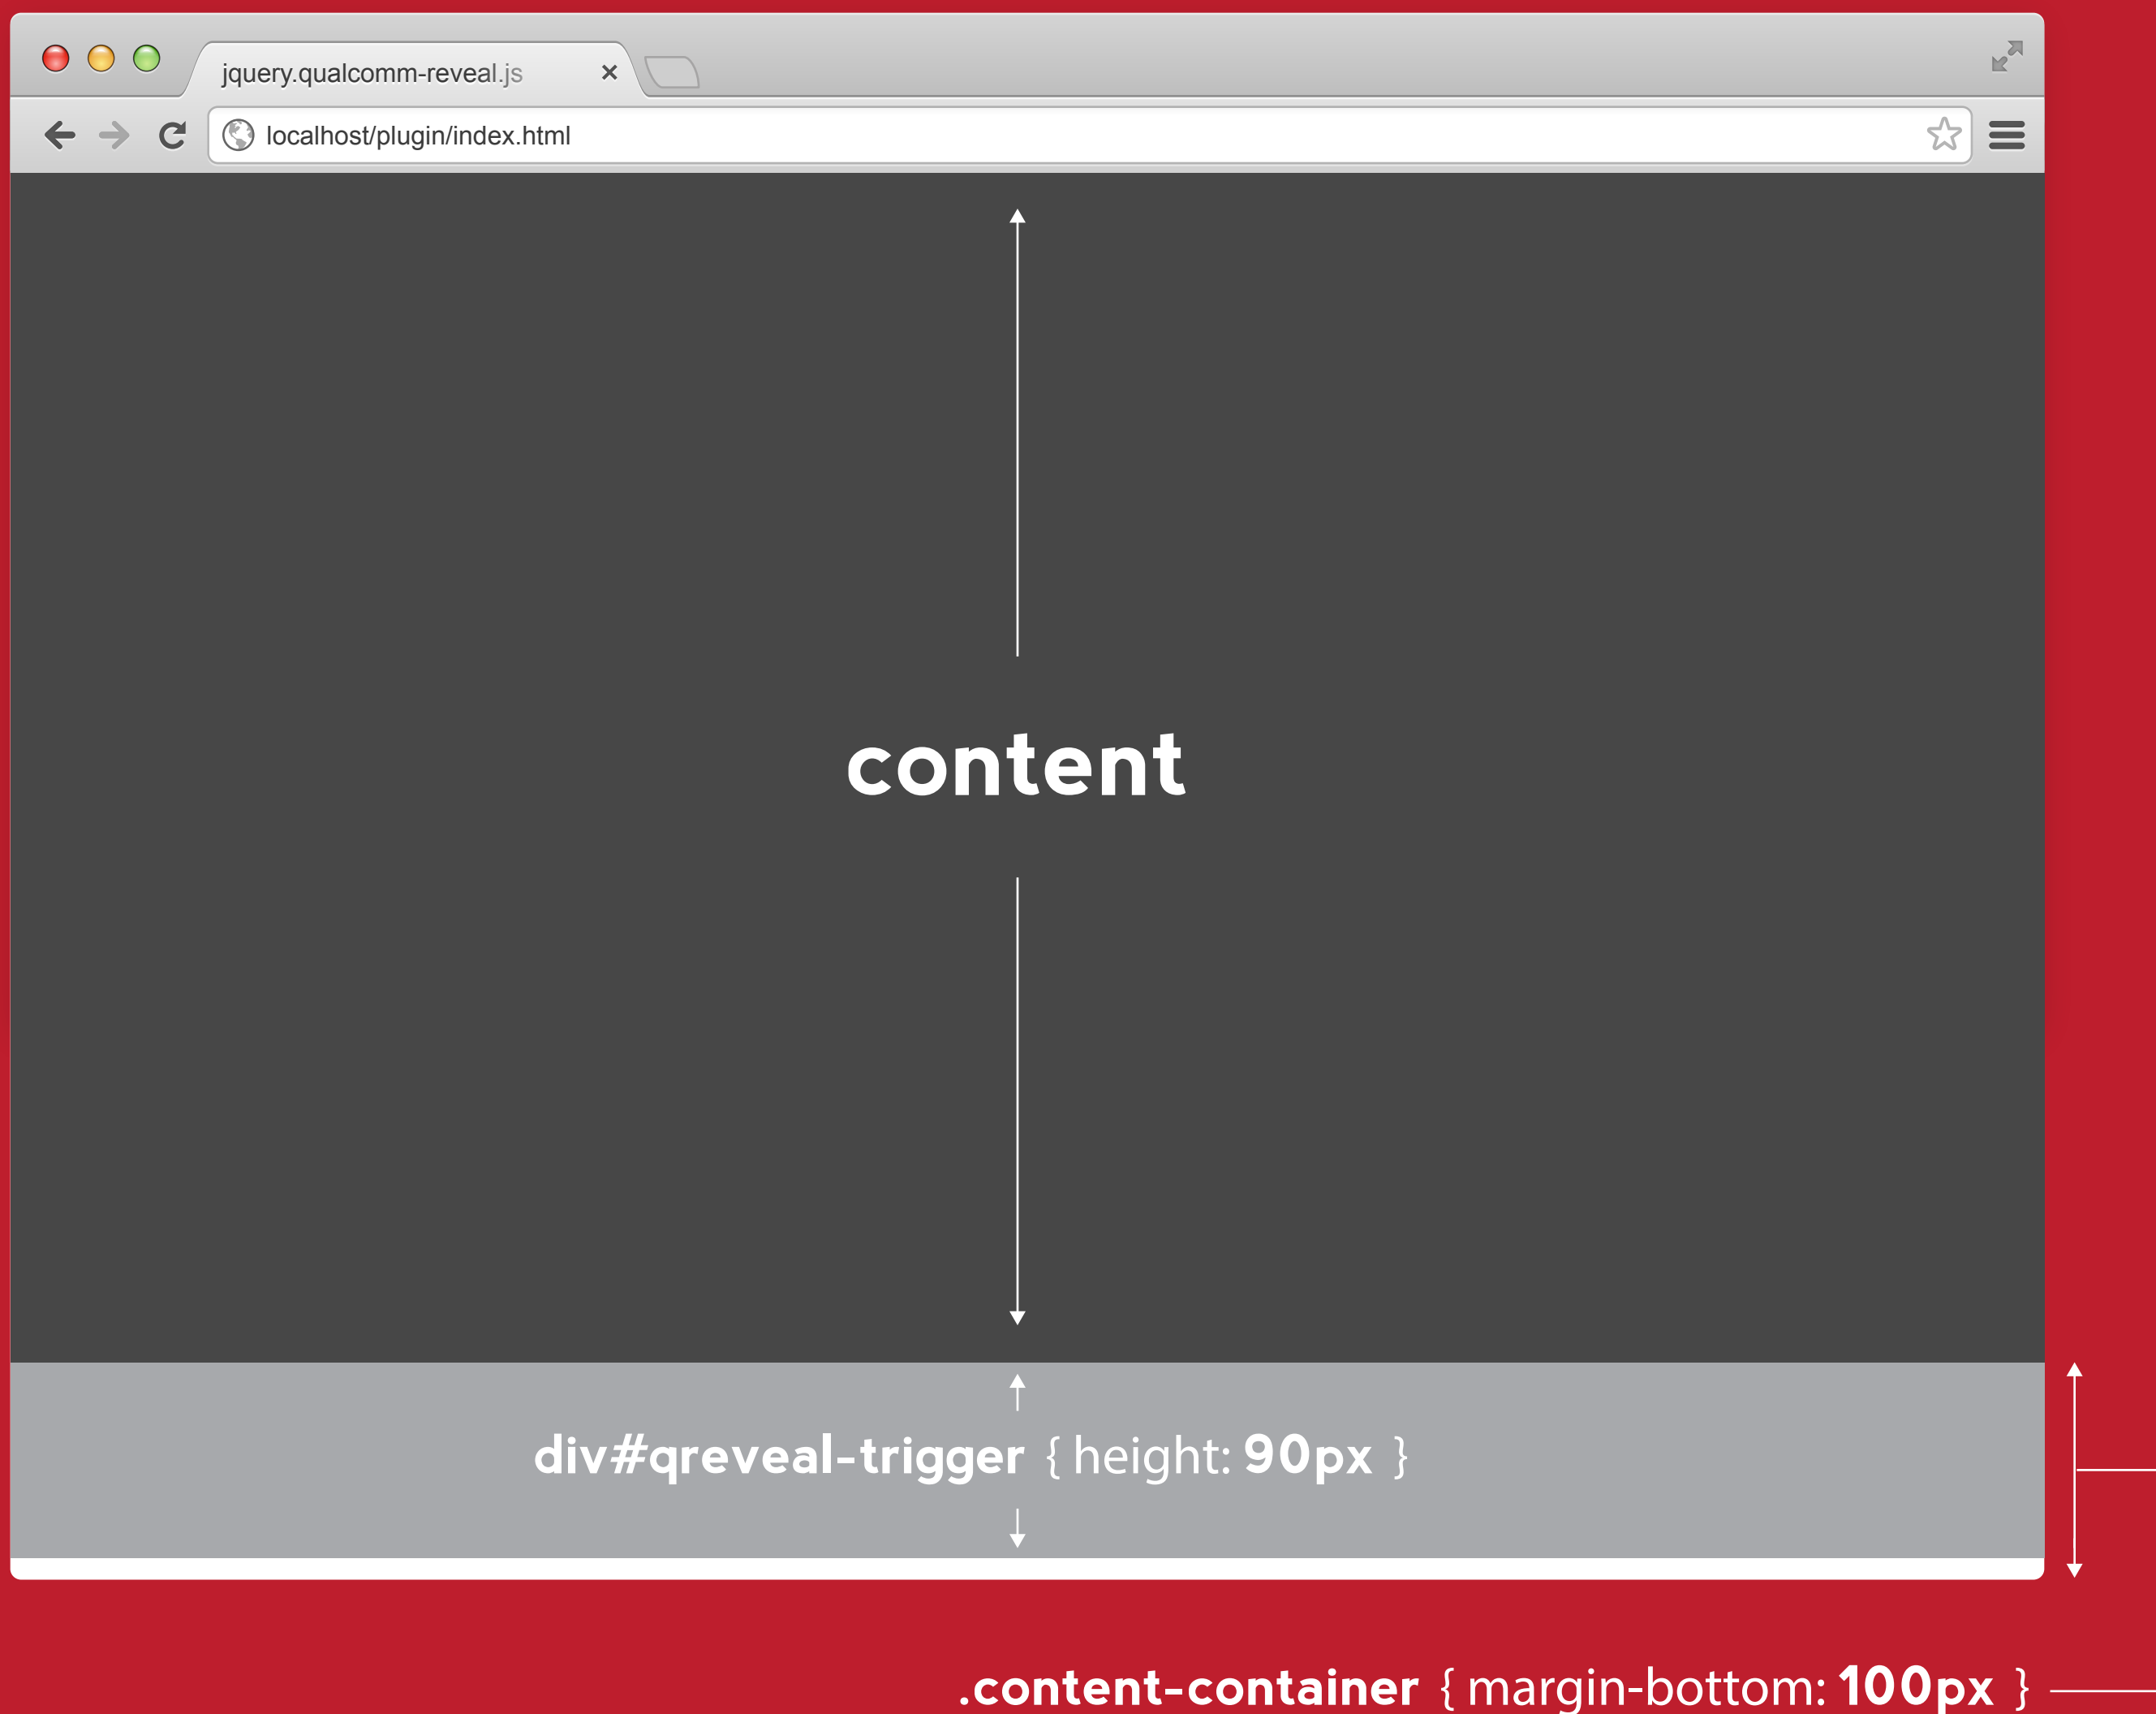 jquery.qualcomm-reveal.js
localhost/plugin/index.html
content
div#qreveal-trigger { height: 90px }
.content-container { margin-bottom: 100px }